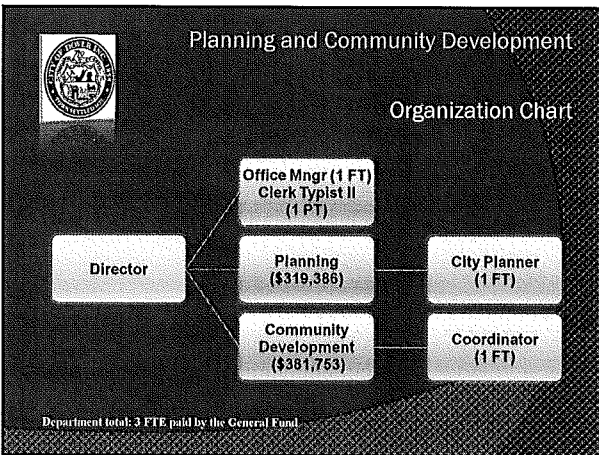 Planning and Community Development
Organization Chart
Office Mngr (1 FT)
Clerk Typist II
(1 PT)
Director
Planning
($319,386)
City Planner
(1 FT)
Community
Development
($381,753)
Coordinator
(1 FT)
Department total: 3 FTE paid by the General Fund